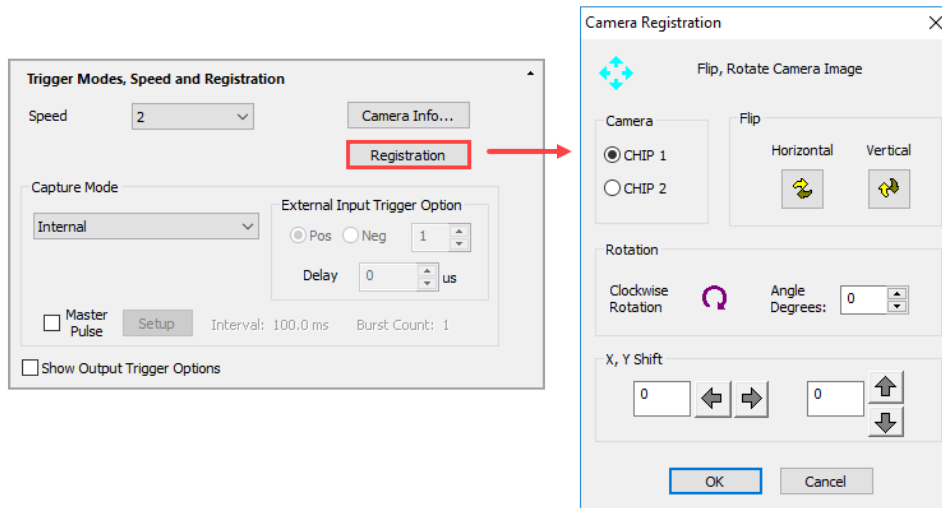 Trigger Modes, Speed and Registration
Speed
2
Camera Info...
Registration
Capture Mode
Internal
External Input Trigger Option
Pos
Neg
1
Delay
0
us
Master
Pulse
Setup
Interval: 100.0 ms
Burst Count: 1
Show Output Trigger Options
Camera Registration
Flip, Rotate Camera Image
Camera
CHIP 1
CHIP 2
Flip
Horizontal
Vertical
Rotation
Clockwise
Rotation
Angle
Degrees:
0
X, Y Shift
0
0
OK
Cancel